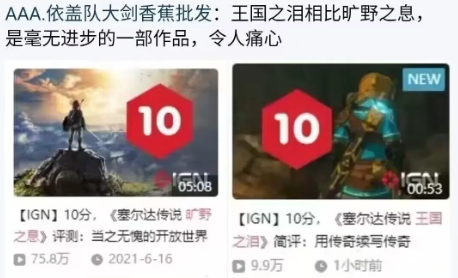 AAA.依盖队大剑香蕉批发：王国之泪相比旷野之息，
是毫无进步的一部作品，令人痛心
10
IGN
05:08
【IGN】10分，《塞尔达传说 旷野
之息》评测：当之无愧的开放世界
75.8万 2021-6-16
NEW
10
IGN
00:53
【IGN】10分，《塞尔达传说 王国
之泪》简评：用传奇续写传奇
9.9万 1小时前